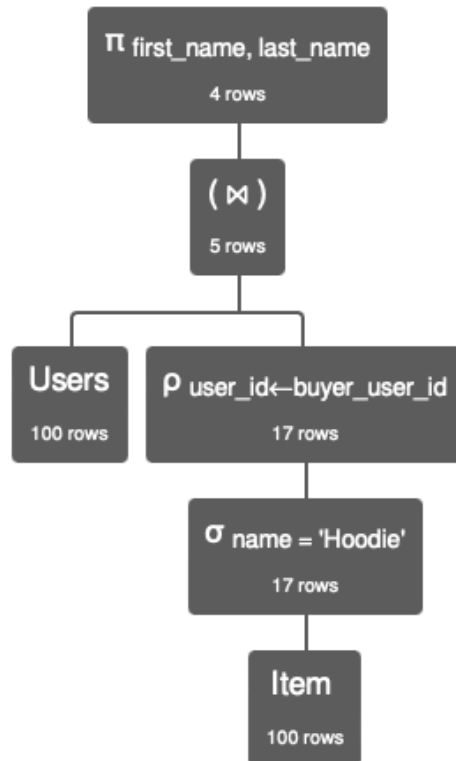 π first_name, last_name
4 rows
( ⋈ )
5 rows
Users
100 rows
ρ user_id←buyer_user_id
17 rows
σ name = 'Hoodie'
17 rows
Item
100 rows